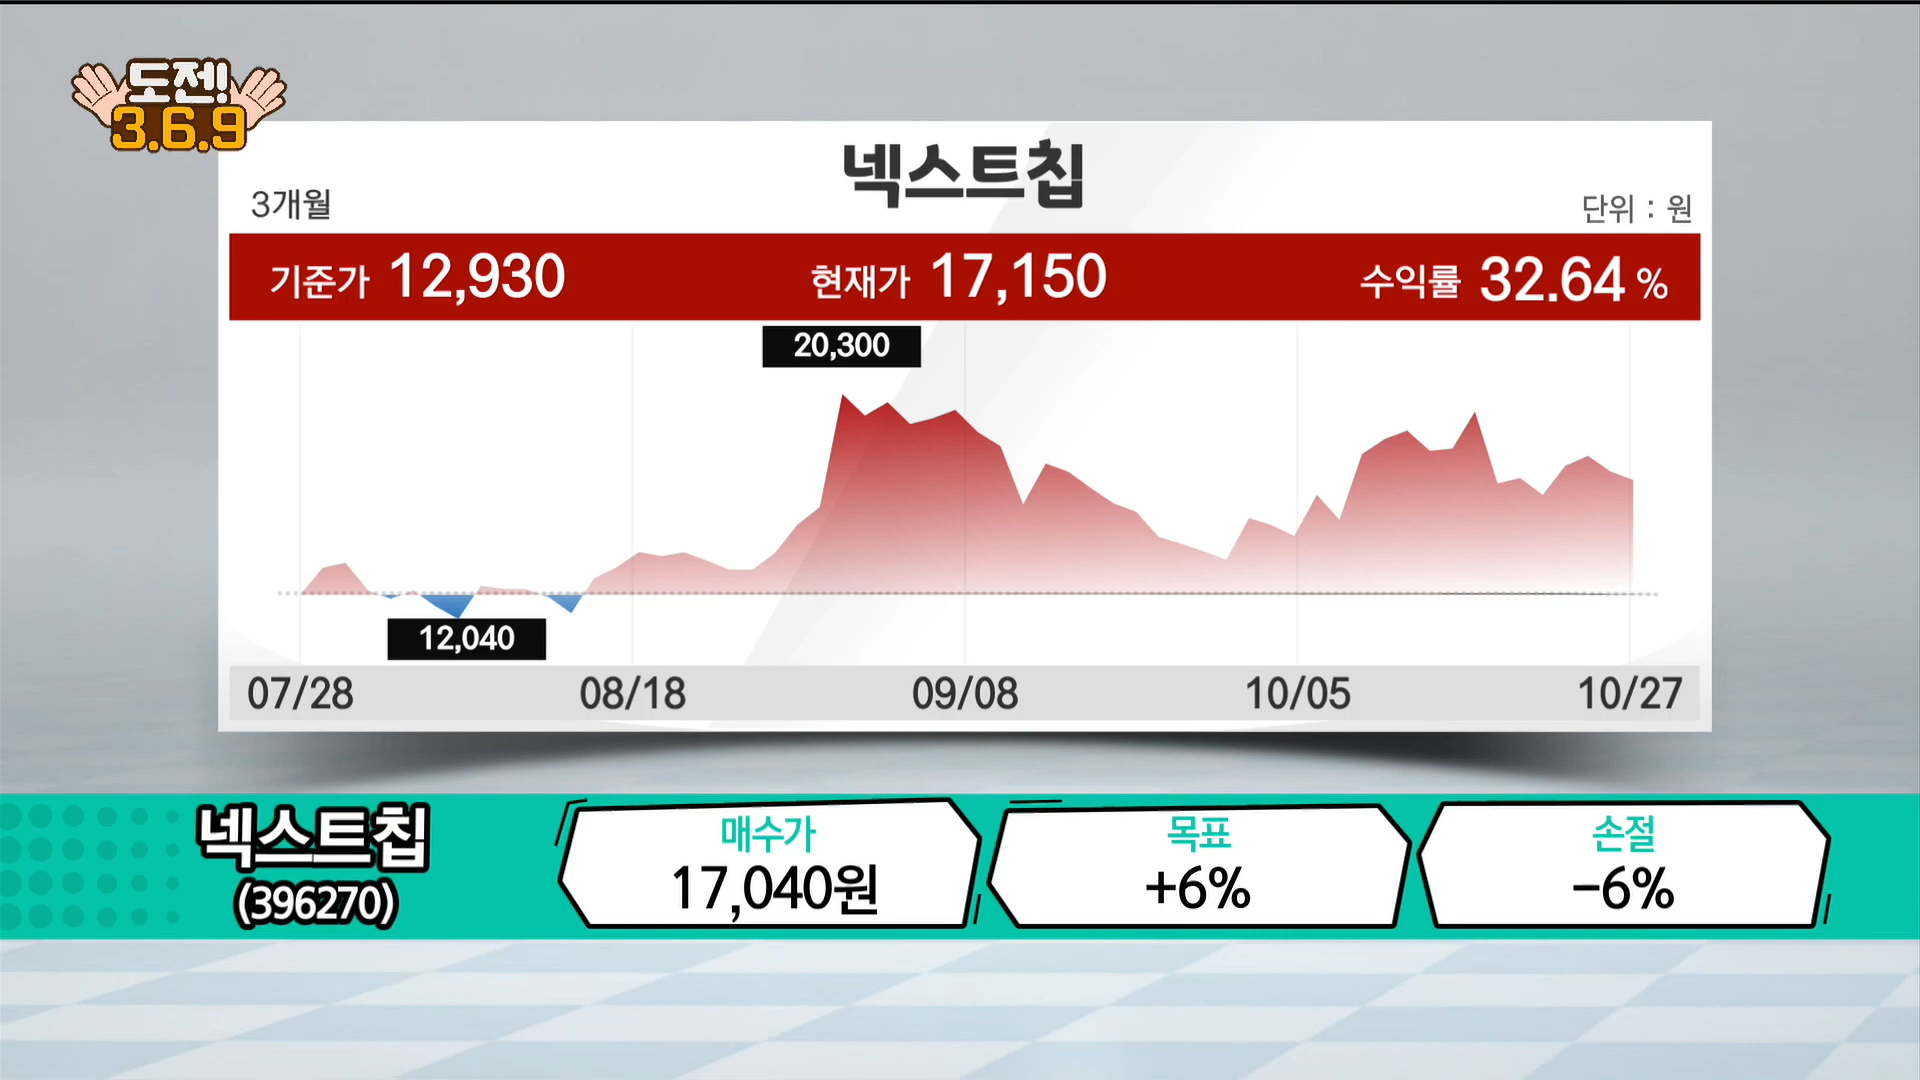 도전!
3.6.9
넥스트칩
3개월
단위 : 원
기준가 12,930 현재가 17,150 수익률 32.64 %
20,300
12,040
07/28 08/18 09/08 10/05 10/27
넥스트칩
(396270)
매수가
17,040원
목표
+6%
손절
-6%